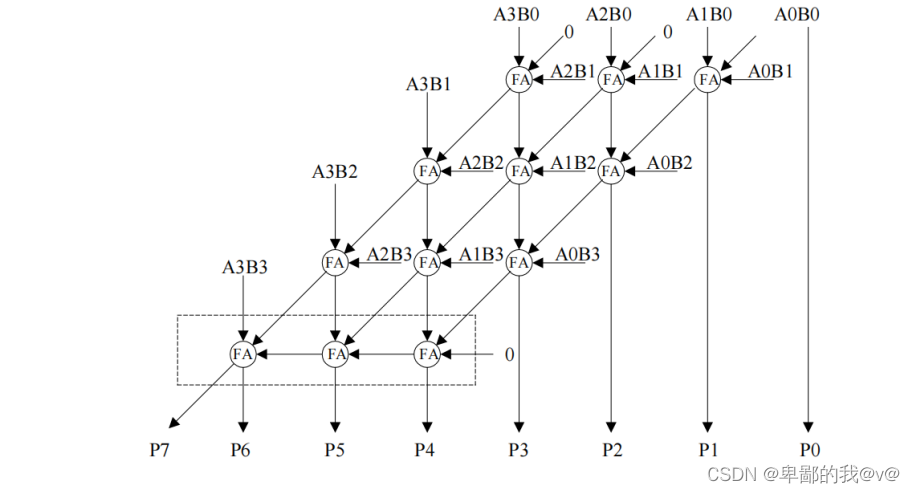 A3B0 A2B0 A1B0 A0B0
0 0
FA A2B1 FA A1B1 FA A0B1
A3B1
FA A2B2 FA A1B2 FA A0B2
A3B2
FA A2B3 FA A1B3 FA A0B3
A3B3
FA FA FA 0
P7 P6 P5 P4 P3 P2 P1 P0
CSDN @卑鄙的我@v@